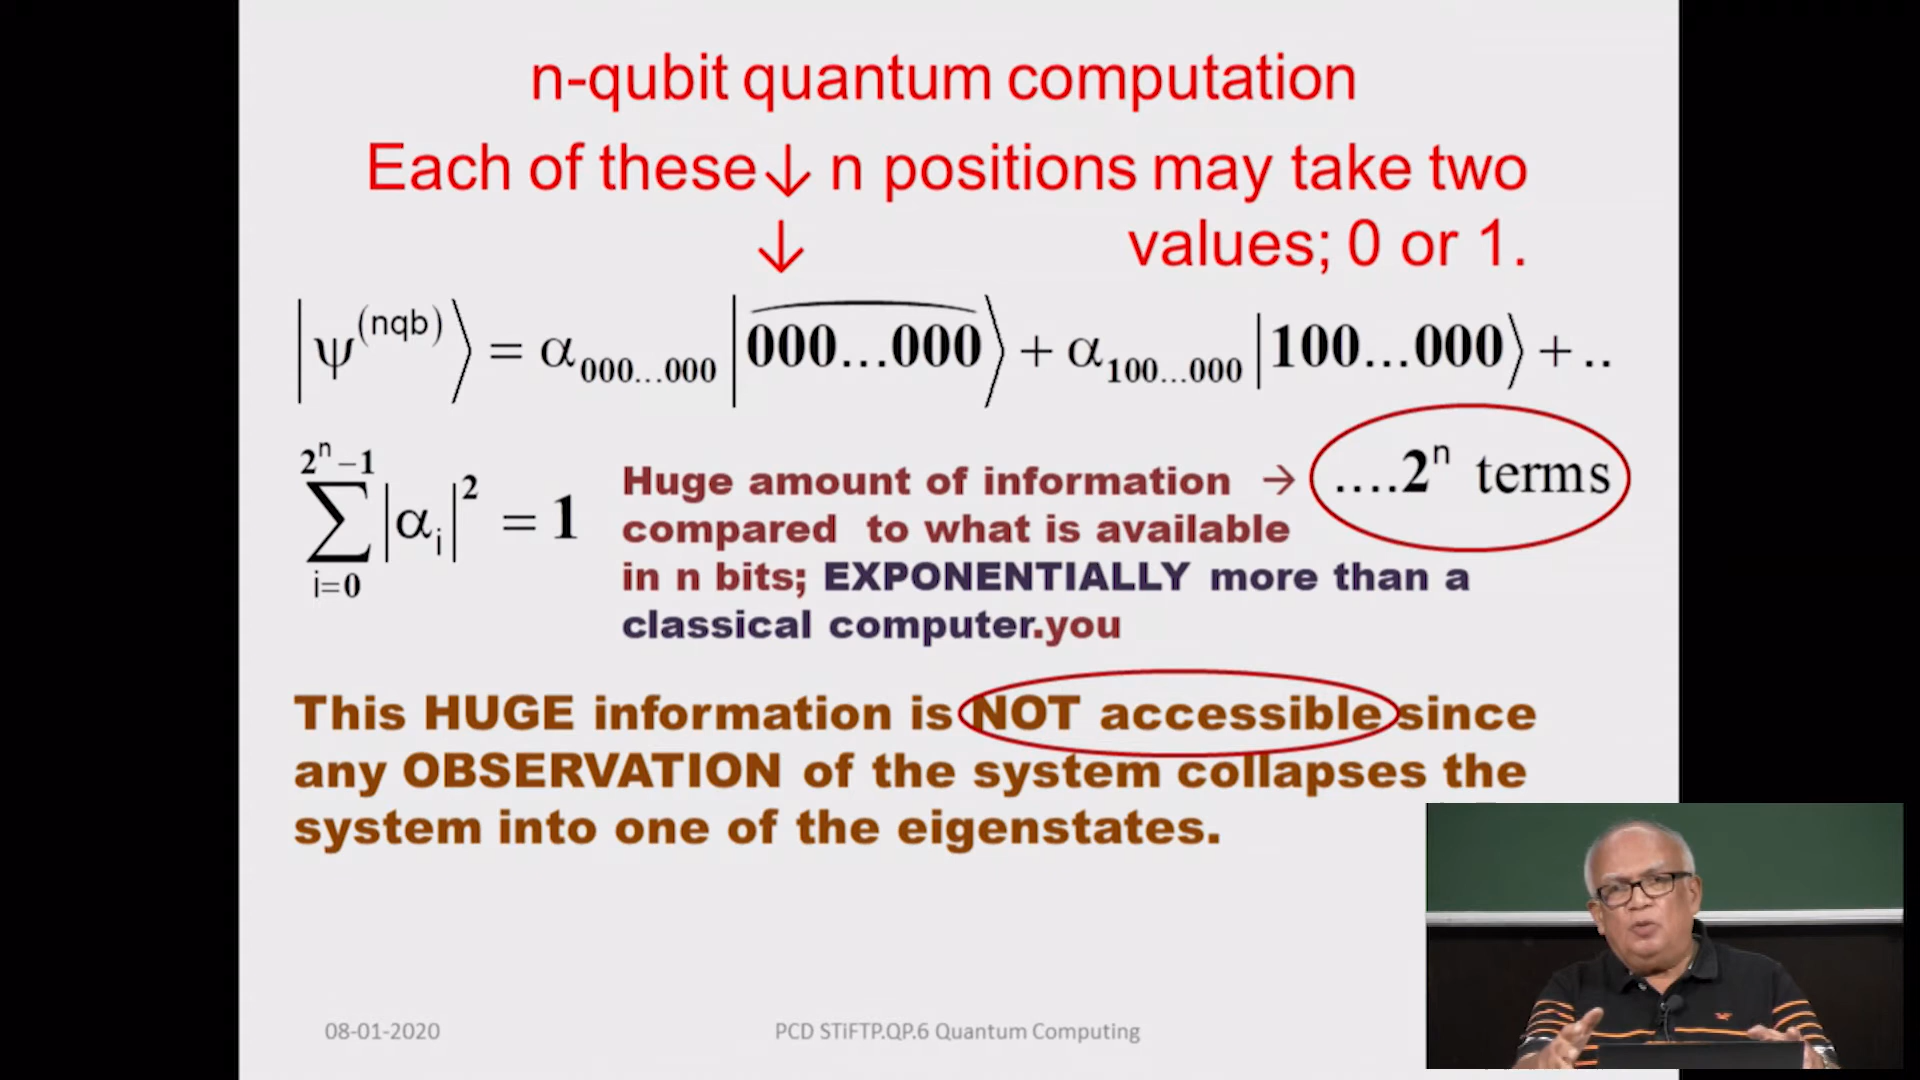 n-qubit quantum computation
Each of these↓ n positions may take two
↓ values; 0 or 1.
|ψ^(nqb)⟩ = α_000...000 |000...000⟩ + α_100...000 |100...000⟩ + ..
....2^n terms
∑_{i=0}^{2^n −1} |α_i|^2 = 1
Huge amount of information →
compared to what is available
in n bits; EXPONENTIALLY more than a
classical computer.you
This HUGE information is NOT accessible since
any OBSERVATION of the system collapses the
system into one of the eigenstates.
08-01-2020 PCD STiFTP.QP.6 Quantum Computing